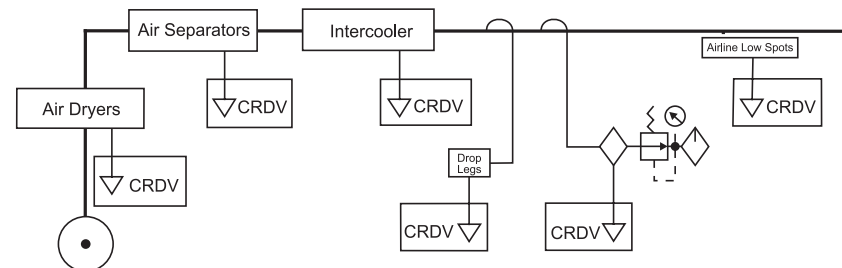 Air Separators
Intercooler
Airline Low Spots
CRDV
CRDV
CRDV
Air Dryers
CRDV
Drop
Legs
CRDV
CRDV